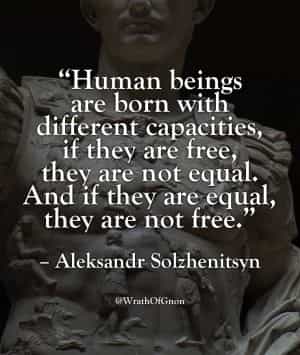 “Human beings
are born with
different capacities,
if they are free,
they are not equal.
And if they are equal,
they are not free.”
– Aleksandr Solzhenitsyn
@WrathOfGnon